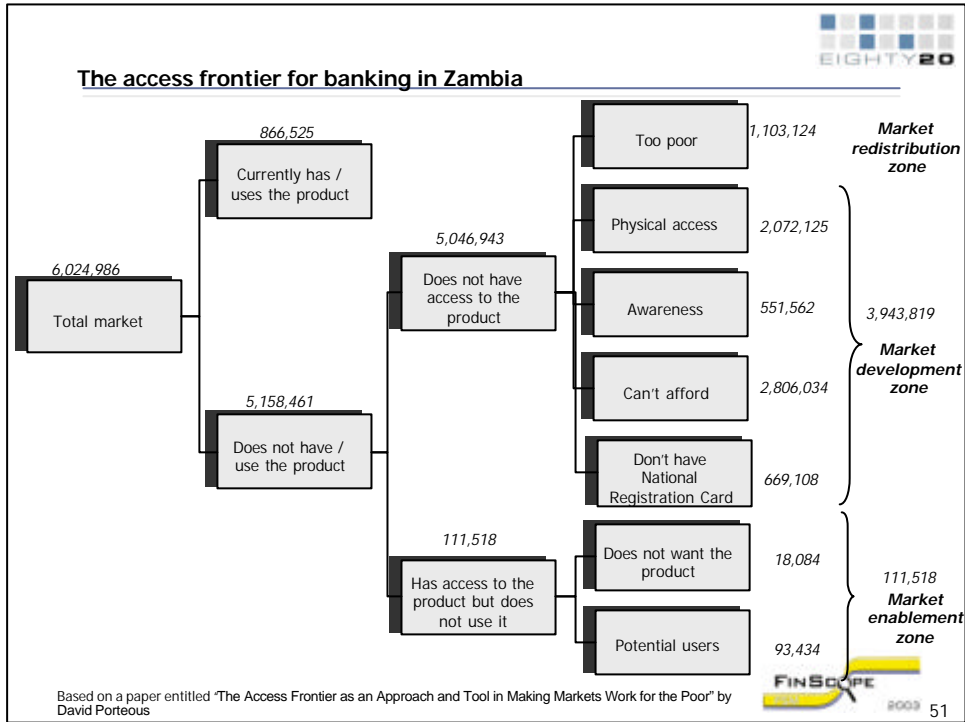 EIGHTY20
The access frontier for banking in Zambia
866,525
Currently has /
uses the product
6,024,986
Total market
5,158,461
Does not have /
use the product
5,046,943
Does not have
access to the
product
111,518
Has access to the
product but does
not use it
Too poor
1,103,124
Market
redistribution
zone
Physical access
2,072,125
Awareness
551,562
Can't afford
2,806,034
Don't have
National
Registration Card
669,108
3,943,819
Market
development
zone
Does not want the
product
18,084
Potential users
93,434
111,518
Market
enablement
zone
Based on a paper entitled “The Access Frontier as an Approach and Tool in Making Markets Work for the Poor” by
David Porteous
FINSCOPE
2003
51